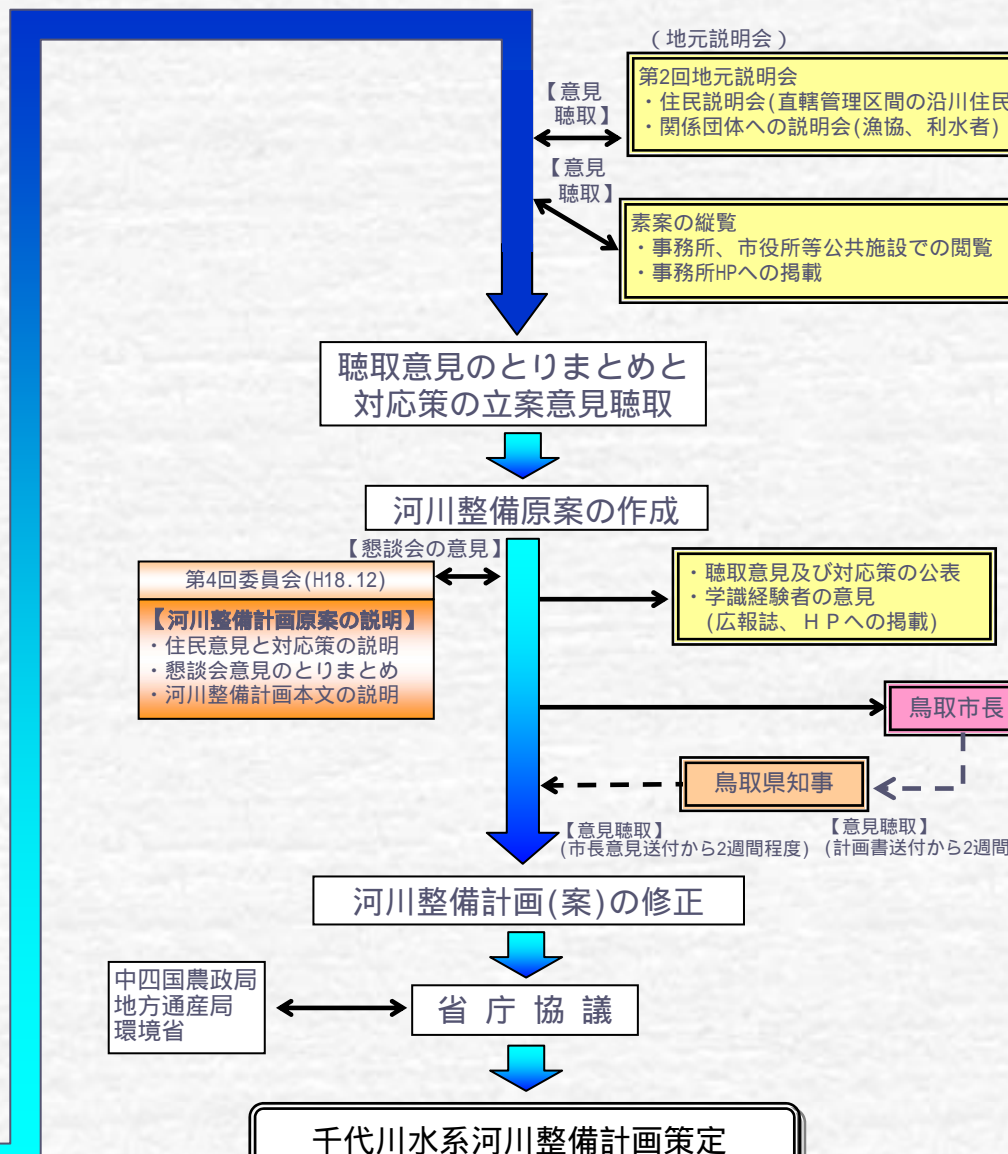 (地元説明会)
第2回地元説明会
・住民説明会(直轄管理区間の沿川住民
・関係団体への説明会(漁協、利水者)
【意見
聴取】
【意見
聴取】
素案の縦覧
・事務所、市役所等公共施設での閲覧
・事務所HPへの掲載
聴取意見のとりまとめと
対応策の立案意見聴取
河川整備原案の作成
【懇談会の意見】
第4回委員会(H18.12)
【河川整備計画原案の説明】
・住民意見と対応策の説明
・懇談会意見のとりまとめ
・河川整備計画本文の説明
・聴取意見及び対応策の公表
・学識経験者の意見
(広報誌、HPへの掲載)
鳥取市長
鳥取県知事
【意見聴取】
(市長意見送付から2週間程度)
【意見聴取】
(計画書送付から2週間
河川整備計画(案)の修正
中四国農政局
地方通産局
環境省
省庁協議
千代川水系河川整備計画策定